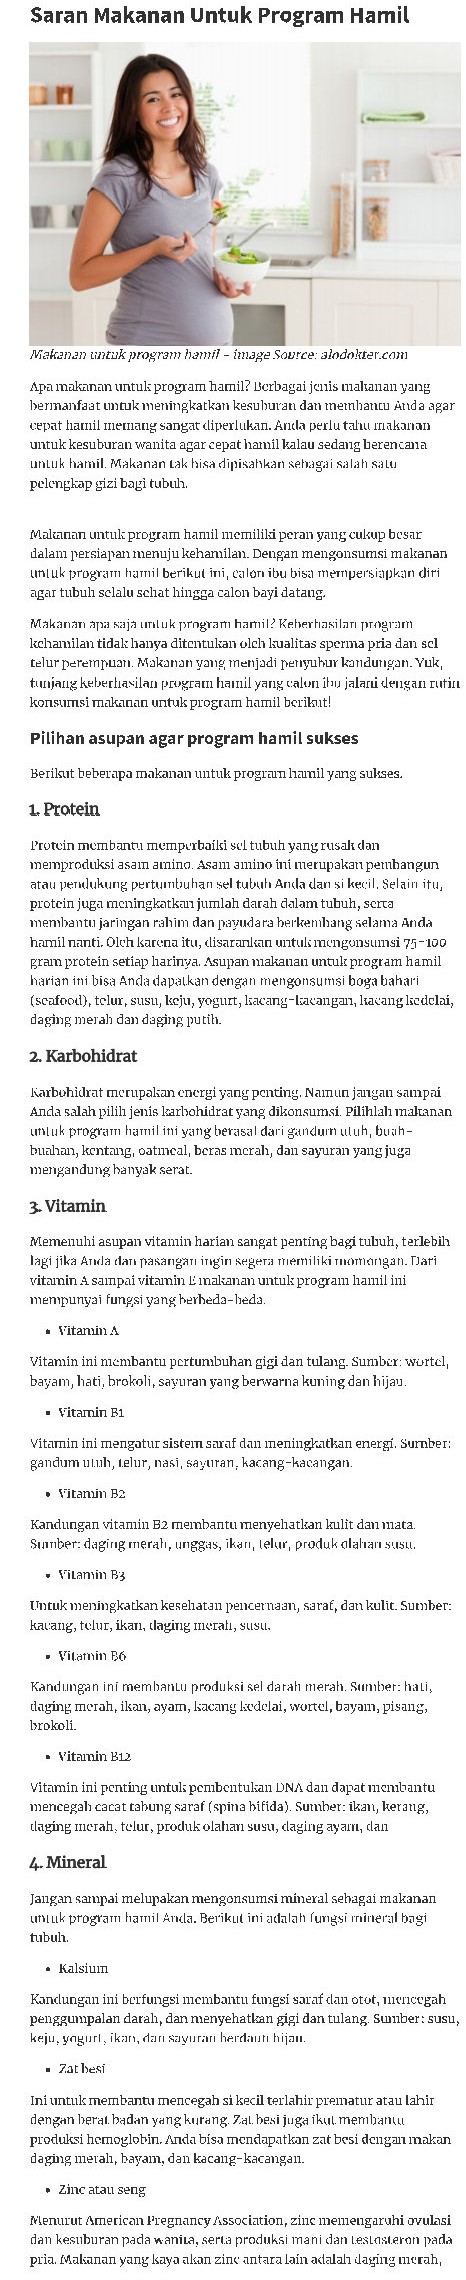 Saran Makanan Untuk Program Hamil
Makanan untuk program hamil - image Source: alodokter.com
Apa makanan untuk program hamil? Berbagai jenis makanan yang
bermanfaat untuk meningkatkan kesuburan dan membantu Anda agar
cepat hamil memang sangat diperlukan. Anda perlu tahu makanan
untuk kesuburan wanita agar cepat hamil kalau sedang berencana
untuk hamil. Makanan tak bisa dipisahkan sebagai salah satu
pelengkap gizi bagi tubuh.
Makanan untuk program hamil memiliki peran yang cukup besar
dalam persiapan menuju kehamilan. Dengan mengonsumsi makanan
untuk program hamil berikut ini, calon ibu bisa mempersiapkan diri
agar tubuh selalu sehat hingga calon bayi datang.
Makanan apa saja untuk program hamil? Keberhasilan program
kehamilan tidak hanya ditentukan oleh kualitas sperma pria dan sel
telur perempuan. Makanan yang menjadi penyubur kandungan. Yuk,
tunjang keberhasilan program hamil yang calon ibu jalani dengan rutin
konsumsi makanan untuk program hamil berikut!
Pilihan asupan agar program hamil sukses
Berikut beberapa makanan untuk program hamil yang sukses.
1. Protein
Protein membantu memperbaiki sel tubuh yang rusak dan
memproduksi asam amino. Asam amino ini merupakan pembangun
atau pendukung pertumbuhan sel tubuh Anda dan si kecil. Selain itu,
protein juga meningkatkan jumlah darah dalam tubuh, serta
membantu jaringan rahim dan payudara berkembang selama Anda
hamil nanti. Oleh karena itu, disarankan untuk mengonsumsi 75-100
gram protein setiap harinya. Asupan makanan untuk program hamil
harian ini bisa Anda dapatkan dengan mengonsumsi boga bahari
(seafood), telur, susu, keju, yogurt, kacang-kacangan, kacang kedelai,
daging merah dan daging putih.
2. Karbohidrat
Karbohidrat merupakan energi yang penting. Namun jangan sampai
Anda salah pilih jenis karbohidrat yang dikonsumsi. Pilihlah makanan
untuk program hamil ini yang berasal dari gandum utuh, buah-
buahan, kentang, oatmeal, beras merah, dan sayuran yang juga
mengandung banyak serat.
3. Vitamin
Memenuhi asupan vitamin harian sangat penting bagi tubuh, terlebih
lagi jika Anda dan pasangan ingin segera memiliki momongan. Dari
vitamin A sampai vitamin E makanan untuk program hamil ini
mempunyai fungsi yang berbeda-beda.
• Vitamin A
Vitamin ini membantu pertumbuhan gigi dan tulang. Sumber: wortel,
bayam, hati, brokoli, sayuran yang berwarna kuning dan hijau.
• Vitamin B1
Vitamin ini mengatur sistem saraf dan meningkatkan energi. Sumber:
gandum utuh, telur, nasi, sayuran, kacang-kacangan.
• Vitamin B2
Kandungan vitamin B2 membantu menyehatkan kulit dan mata.
Sumber: daging merah, unggas, ikan, telur, produk olahan susu.
• Vitamin B3
Untuk meningkatkan kesehatan pencernaan, saraf, dan kulit. Sumber:
kacang, telur, ikan, daging merah, susu.
• Vitamin B6
Kandungan ini membantu produksi sel darah merah. Sumber: hati,
daging merah, ikan, ayam, kacang kedelai, wortel, bayam, pisang,
brokoli.
• Vitamin B12
Vitamin ini penting untuk pembentukan DNA dan dapat membantu
mencegah cacat tabung saraf (spina bifida). Sumber: ikan, kerang,
daging merah, telur, produk olahan susu, daging ayam, dan
4. Mineral
Jangan sampai melupakan mengonsumsi mineral sebagai makanan
untuk program hamil Anda. Berikut ini adalah fungsi mineral bagi
tubuh.
• Kalsium
Kandungan ini berfungsi membantu fungsi saraf dan otot, mencegah
penggumpalan darah, dan menyehatkan gigi dan tulang. Sumber: susu,
keju, yogurt, ikan, dan sayuran berdaun hijau.
• Zat besi
Ini untuk membantu mencegah si kecil terlahir prematur atau lahir
dengan berat badan yang kurang. Zat besi juga ikut membantu
produksi hemoglobin. Anda bisa mendapatkan zat besi dengan makan
daging merah, bayam, dan kacang-kacangan.
• Zinc atau seng
Menurut American Pregnancy Association, zinc memengaruhi ovulasi
dan kesuburan pada wanita, serta produksi mani dan testosteron pada
pria. Makanan yang kaya akan zinc antara lain adalah daging merah,